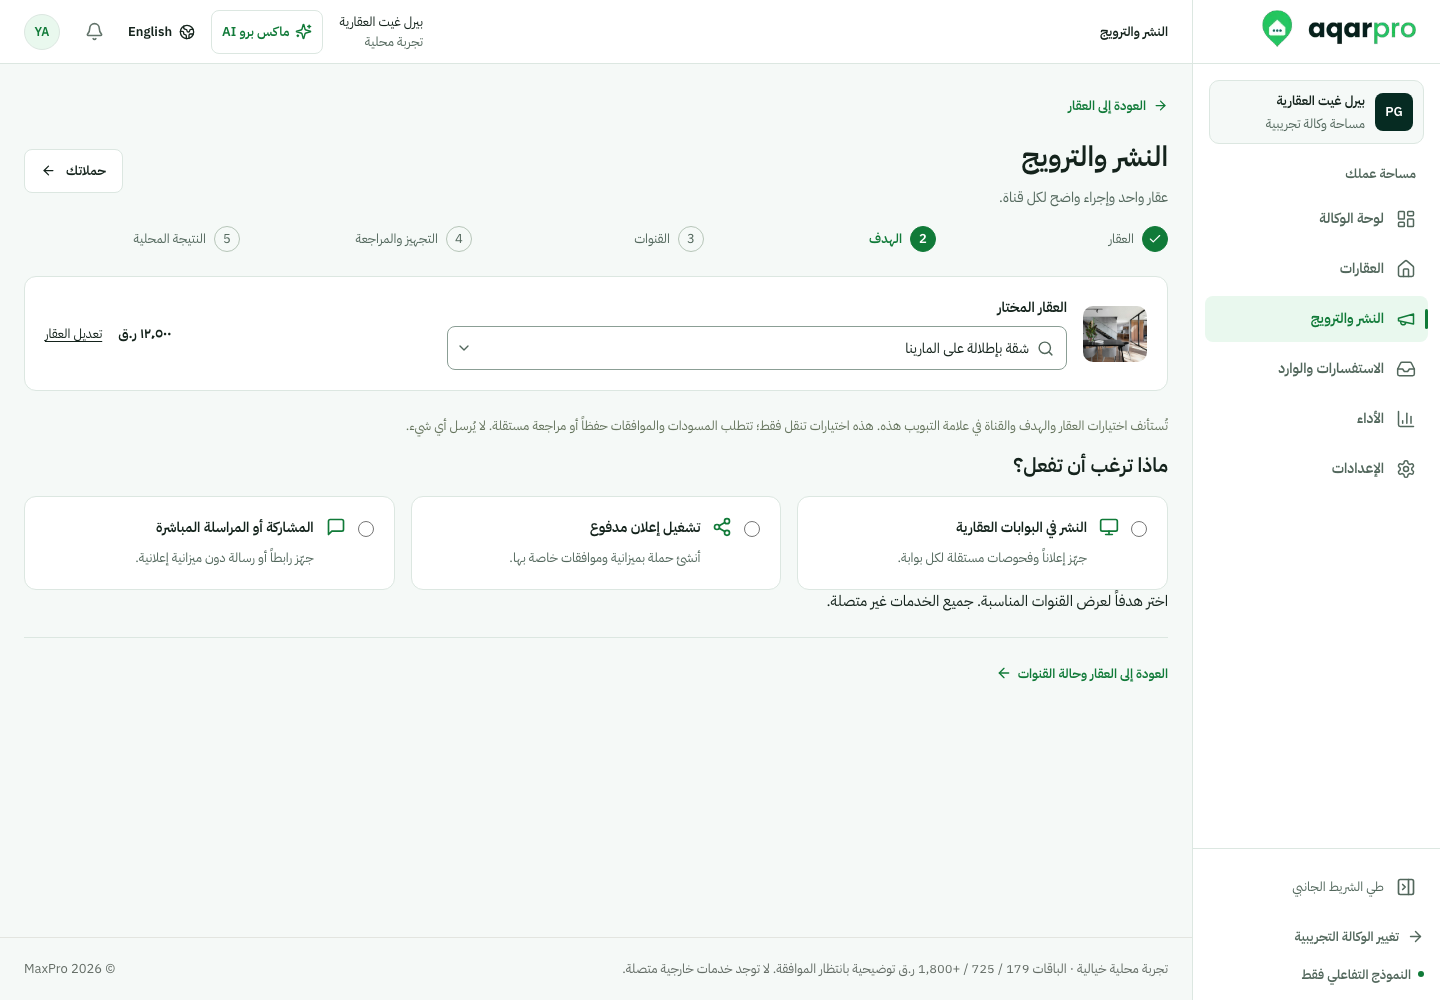 aqarpro
النشر والترويج
بيرل غيت العقارية
تجربة محلية
ماكس برو AI
English
YA
PG
بيرل غيت العقارية
مساحة وكالة تجريبية
مساحة عملك
لوحة الوكالة
العقارات
النشر والترويج
الاستفسارات والوارد
الأداء
الإعدادات
طي الشريط الجانبي
تغيير الوكالة التجريبية
النموذج التفاعلي فقط
العودة إلى العقار
النشر والترويج
حملاتك
عقار واحد وإجراء واضح لكل قناة.
العقار
2 الهدف
3 القنوات
4 التجهيز والمراجعة
5 النتيجة المحلية
العقار المختار
شقة بإطلالة على المارينا
١٢٬٥٠٠ ر.ق
تعديل العقار
تُستأنف اختيارات العقار والهدف والقناة في علامة التبويب هذه. هذه اختيارات تنقل فقط؛ تتطلب المسودات والموافقات حفظاً أو مراجعة مستقلة. لا يُرسل أي شيء.
ماذا ترغب أن تفعل؟
النشر في البوابات العقارية
جهّز إعلاناً وفحوصات مستقلة لكل بوابة.
تشغيل إعلان مدفوع
أنشئ حملة بميزانية وموافقات خاصة بها.
المشاركة أو المراسلة المباشرة
جهّز رابطاً أو رسالة دون ميزانية إعلانية.
اختر هدفاً لعرض القنوات المناسبة. جميع الخدمات غير متصلة.
العودة إلى العقار وحالة القنوات
تجربة محلية خيالية · الباقات 179 / 725 / +1,800 ر.ق توضيحية بانتظار الموافقة. لا توجد خدمات خارجية متصلة.
© 2026 MaxPro